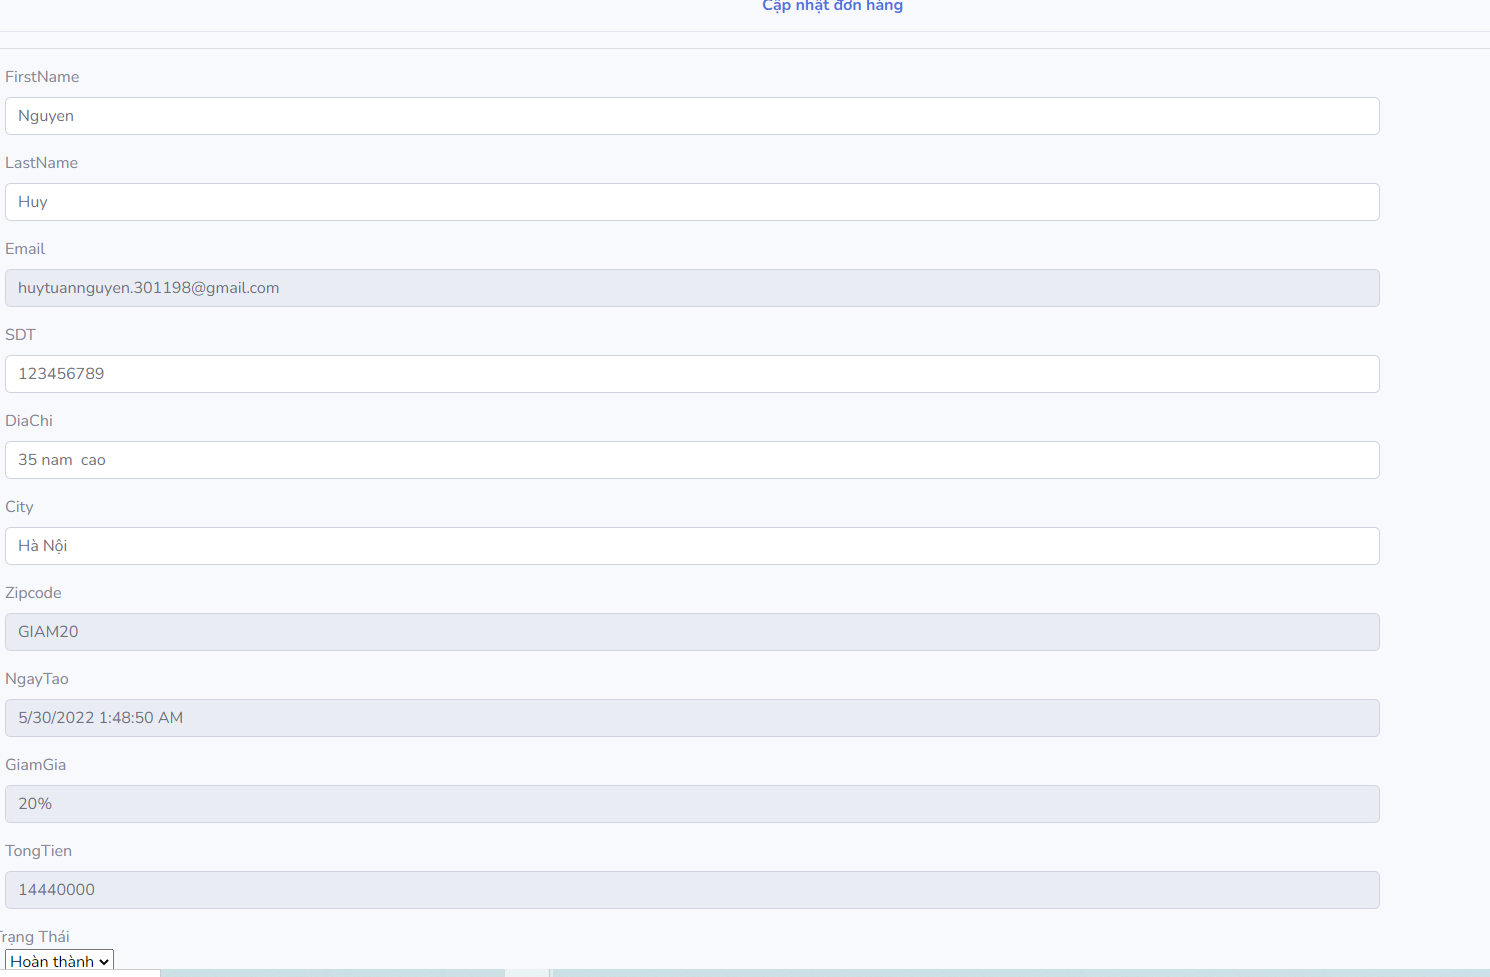 Cập nhật đơn hàng
FirstName
Nguyen
LastName
Huy
Email
huytuannguyen.301198@gmail.com
SDT
123456789
DiaChi
35 nam  cao
City
Hà Nội
Zipcode
GIAM20
NgayTao
5/30/2022 1:48:50 AM
GiamGia
20%
TongTien
14440000
Trạng Thái
Hoàn thành